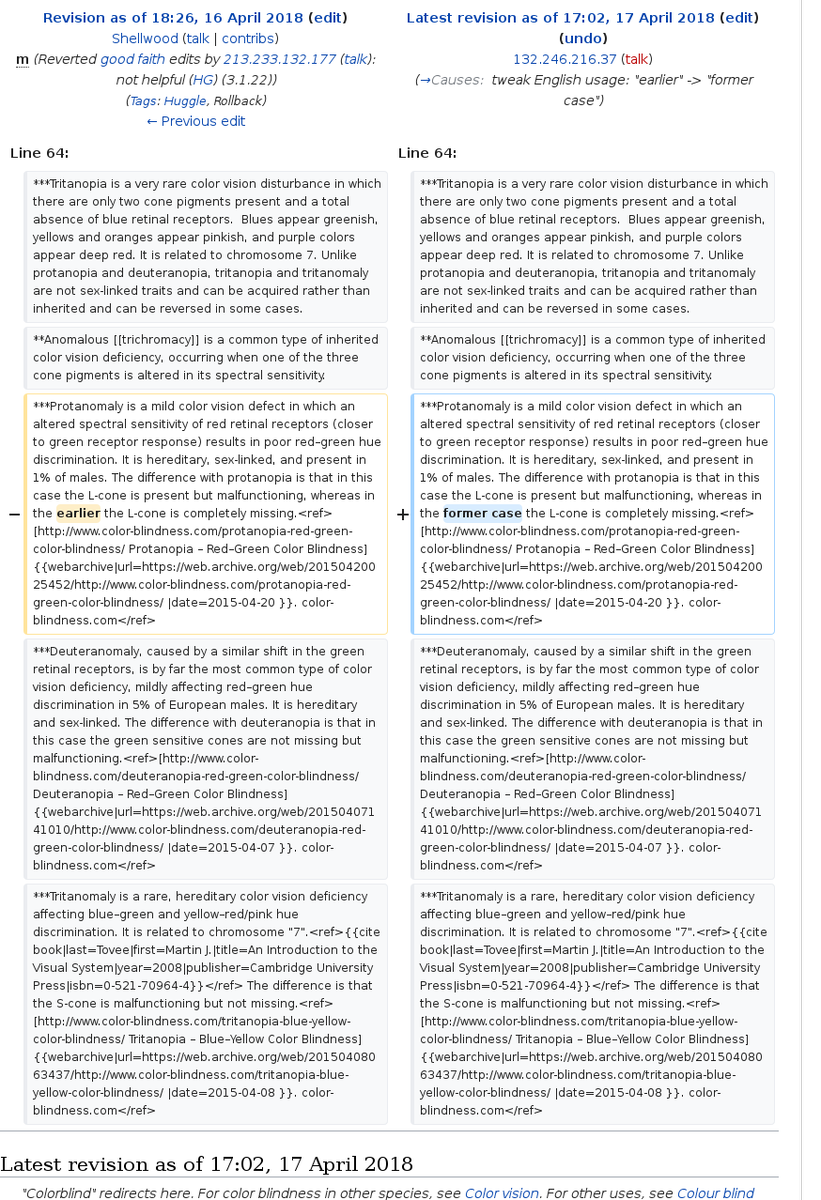 Revision as of 18:26, 16 April 2018 (edit)
Shellwood (talk | contribs)
m (Reverted good faith edits by 213.233.132.177 (talk):
not helpful (HG) (3.1.22))
(Tags: Huggle, Rollback)
← Previous edit
Latest revision as of 17:02, 17 April 2018 (edit)
(undo)
132.246.216.37 (talk)
(→Causes: tweak English usage: "earlier" -> "former
case")
Line 64:
***Tritanopia is a very rare color vision disturbance in which
there are only two cone pigments present and a total
absence of blue retinal receptors.  Blues appear greenish,
yellows and oranges appear pinkish, and purple colors
appear deep red. It is related to chromosome 7. Unlike
protanopia and deuteranopia, tritanopia and tritanomaly
are not sex-linked traits and can be acquired rather than
inherited and can be reversed in some cases.
**Anomalous [[trichromacy]] is a common type of inherited
color vision deficiency, occurring when one of the three
cone pigments is altered in its spectral sensitivity.
− ***Protanomaly is a mild color vision defect in which an
altered spectral sensitivity of red retinal receptors (closer
to green receptor response) results in poor red–green hue
discrimination. It is hereditary, sex-linked, and present in
1% of males. The difference with protanopia is that in this
case the L-cone is present but malfunctioning, whereas in
the earlier the L-cone is completely missing.<ref>
[http://www.color-blindness.com/protanopia-red-green-
color-blindness/ Protanopia – Red–Green Color Blindness]
{{webarchive|url=https://web.archive.org/web/201504200
25452/http://www.color-blindness.com/protanopia-red-
green-color-blindness/ |date=2015-04-20 }}. color-
blindness.com</ref>
***Deuteranomaly, caused by a similar shift in the green
retinal receptors, is by far the most common type of color
vision deficiency, mildly affecting red–green hue
discrimination in 5% of European males. It is hereditary
and sex-linked. The difference with deuteranopia is that in
this case the green sensitive cones are not missing but
malfunctioning.<ref>[http://www.color-
blindness.com/deuteranopia-red-green-color-blindness/
Deuteranopia – Red–Green Color Blindness]
{{webarchive|url=https://web.archive.org/web/201504071
41010/http://www.color-blindness.com/deuteranopia-red-
green-color-blindness/ |date=2015-04-07 }}. color-
blindness.com</ref>
***Tritanomaly is a rare, hereditary color vision deficiency
affecting blue–green and yellow–red/pink hue
discrimination. It is related to chromosome "7".<ref>{{cite
book|last=Tovee|first=Martin J.|title=An Introduction to the
Visual System|year=2008|publisher=Cambridge University
Press|isbn=0-521-70964-4}}</ref> The difference is that
the S-cone is malfunctioning but not missing.<ref>
[http://www.color-blindness.com/tritanopia-blue-yellow-
color-blindness/ Tritanopia – Blue–Yellow Color Blindness]
{{webarchive|url=https://web.archive.org/web/201504080
63437/http://www.color-blindness.com/tritanopia-blue-
yellow-color-blindness/ |date=2015-04-08 }}. color-
blindness.com</ref>
Line 64:
***Tritanopia is a very rare color vision disturbance in which
there are only two cone pigments present and a total
absence of blue retinal receptors.  Blues appear greenish,
yellows and oranges appear pinkish, and purple colors
appear deep red. It is related to chromosome 7. Unlike
protanopia and deuteranopia, tritanopia and tritanomaly
are not sex-linked traits and can be acquired rather than
inherited and can be reversed in some cases.
**Anomalous [[trichromacy]] is a common type of inherited
color vision deficiency, occurring when one of the three
cone pigments is altered in its spectral sensitivity.
+ ***Protanomaly is a mild color vision defect in which an
altered spectral sensitivity of red retinal receptors (closer
to green receptor response) results in poor red–green hue
discrimination. It is hereditary, sex-linked, and present in
1% of males. The difference with protanopia is that in this
case the L-cone is present but malfunctioning, whereas in
the former case the L-cone is completely missing.<ref>
[http://www.color-blindness.com/protanopia-red-green-
color-blindness/ Protanopia – Red–Green Color Blindness]
{{webarchive|url=https://web.archive.org/web/201504200
25452/http://www.color-blindness.com/protanopia-red-
green-color-blindness/ |date=2015-04-20 }}. color-
blindness.com</ref>
***Deuteranomaly, caused by a similar shift in the green
retinal receptors, is by far the most common type of color
vision deficiency, mildly affecting red–green hue
discrimination in 5% of European males. It is hereditary
and sex-linked. The difference with deuteranopia is that in
this case the green sensitive cones are not missing but
malfunctioning.<ref>[http://www.color-
blindness.com/deuteranopia-red-green-color-blindness/
Deuteranopia – Red–Green Color Blindness]
{{webarchive|url=https://web.archive.org/web/201504071
41010/http://www.color-blindness.com/deuteranopia-red-
green-color-blindness/ |date=2015-04-07 }}. color-
blindness.com</ref>
***Tritanomaly is a rare, hereditary color vision deficiency
affecting blue–green and yellow–red/pink hue
discrimination. It is related to chromosome "7".<ref>{{cite
book|last=Tovee|first=Martin J.|title=An Introduction to the
Visual System|year=2008|publisher=Cambridge University
Press|isbn=0-521-70964-4}}</ref> The difference is that
the S-cone is malfunctioning but not missing.<ref>
[http://www.color-blindness.com/tritanopia-blue-yellow-
color-blindness/ Tritanopia – Blue–Yellow Color Blindness]
{{webarchive|url=https://web.archive.org/web/201504080
63437/http://www.color-blindness.com/tritanopia-blue-
yellow-color-blindness/ |date=2015-04-08 }}. color-
blindness.com</ref>
Latest revision as of 17:02, 17 April 2018
"Colorblind" redirects here. For color blindness in other species, see Color vision. For other uses, see Colour blind